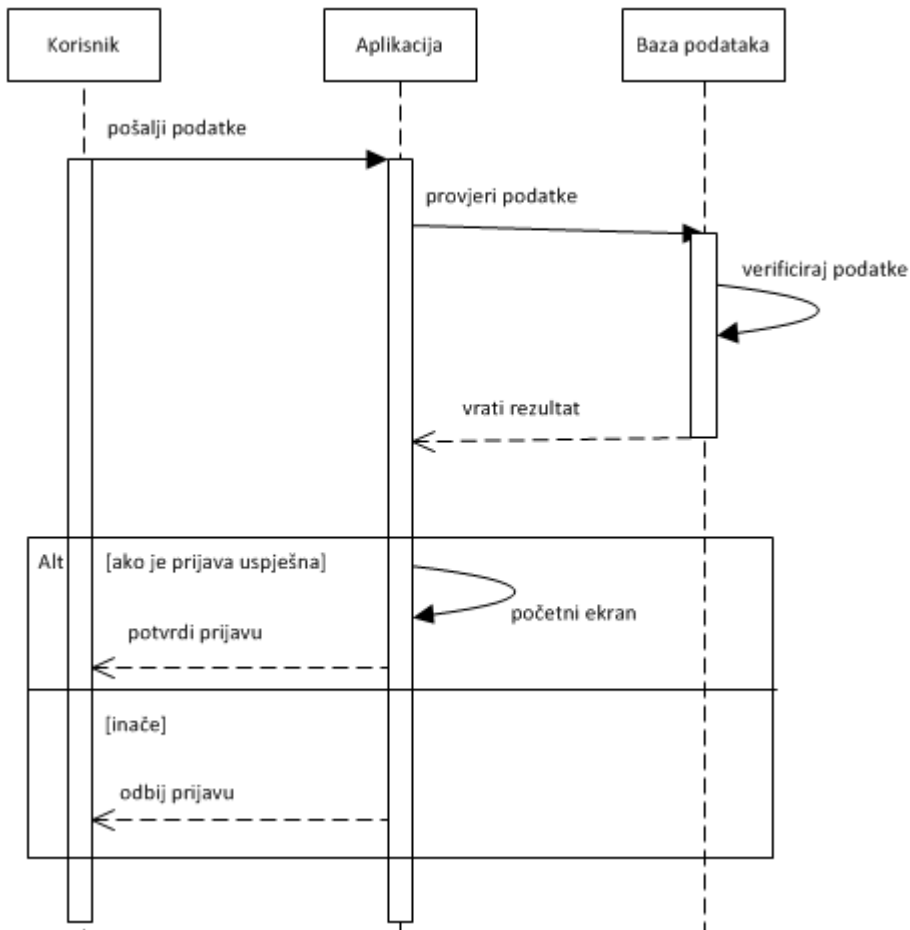 Korisnik
Aplikacija
Baza podataka
pošalji podatke
provjeri podatke
verificiraj podatke
vrati rezultat
Alt
[ako je prijava uspješna]
početni ekran
potvrdi prijavu
[inače]
odbij prijavu